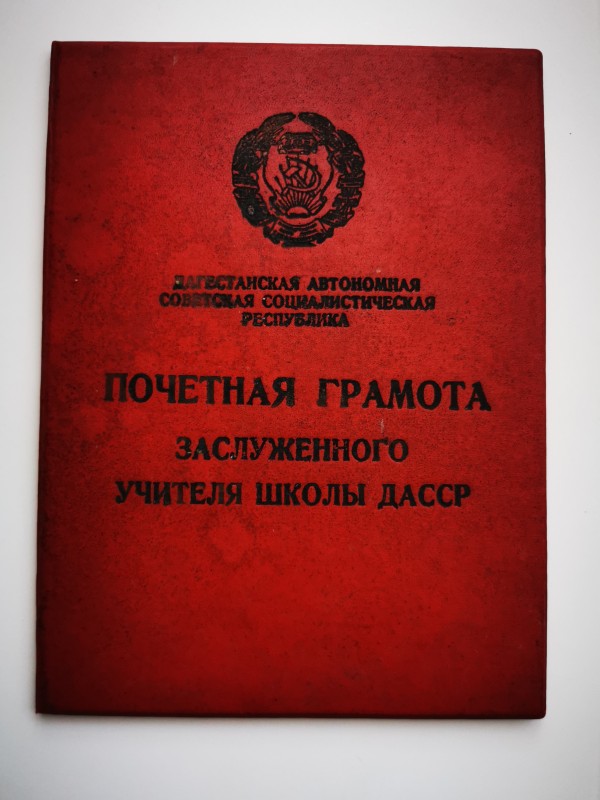 ДАГЕСТАНСКАЯ АВТОНОМНАЯ
СОВЕТСКАЯ СОЦИАЛИСТИЧЕСКАЯ
РЕСПУБЛИКА
ПОЧЕТНАЯ ГРАМОТА
ЗАСЛУЖЕННОГО
УЧИТЕЛЯ ШКОЛЫ ДАССР